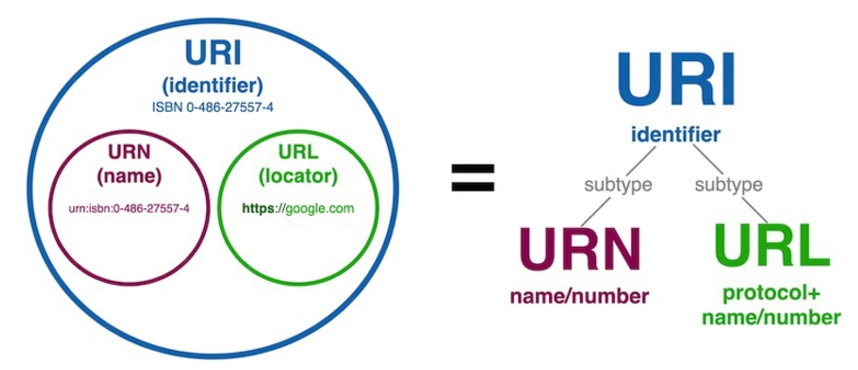 URI
(identifier)
ISBN 0-486-27557-4
URN
(name)
urn:isbn:0-486-27557-4
URL
(locator)
https://google.com
=
URI
identifier
subtype
subtype
URN
name/number
URL
protocol+
name/number